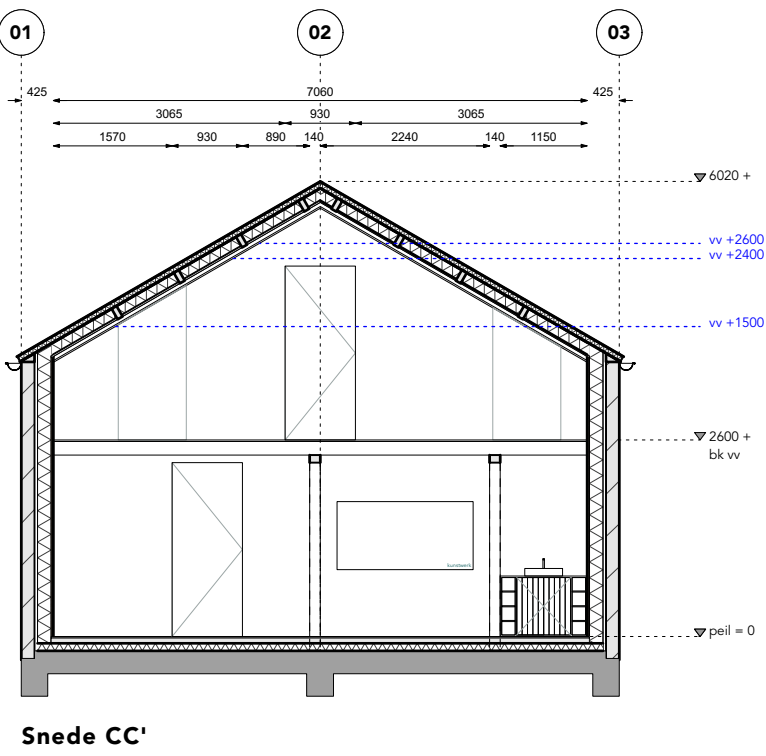 01 02 03
425 7060 425
3065 930 3065
1570 930 890 140 2240 140 1150
6020 +
vv +2600
vv +2400
vv +1500
2600 +
bk vv
kunstwerk
peil = 0
Snede CC'